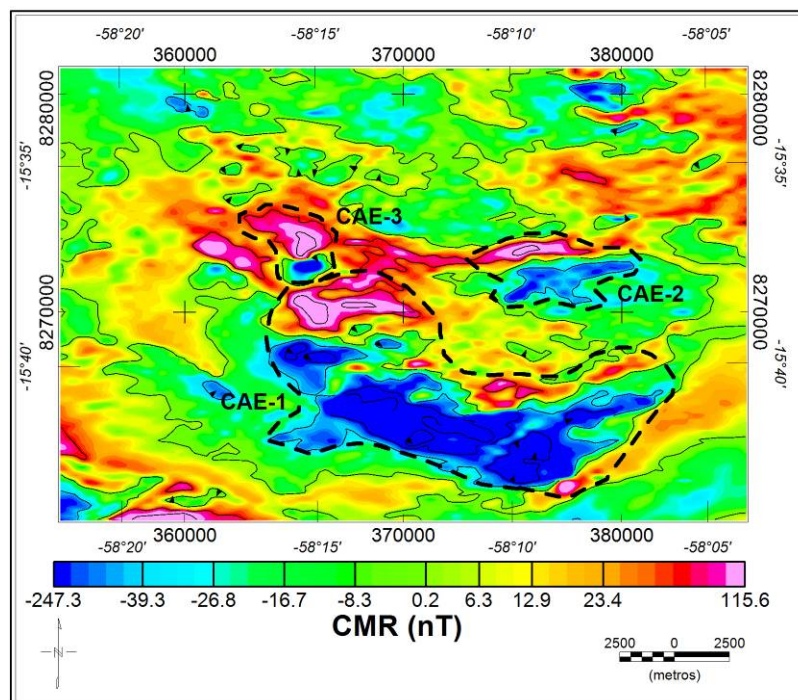 -58°20' -58°15' -58°10' -58°05'
360000 370000 380000
8280000 8280000
-15°35' -15°35'
CAE-3
CAE-2
8270000 8270000
-15°40' -15°40'
CAE-1
360000 370000 380000
-58°20' -58°15' -58°10' -58°05'
-247.3 -39.3 -26.8 -16.7 -8.3 0.2 6.3 12.9 23.4 115.6
CMR (nT)
2500 0 2500
(metros)
N